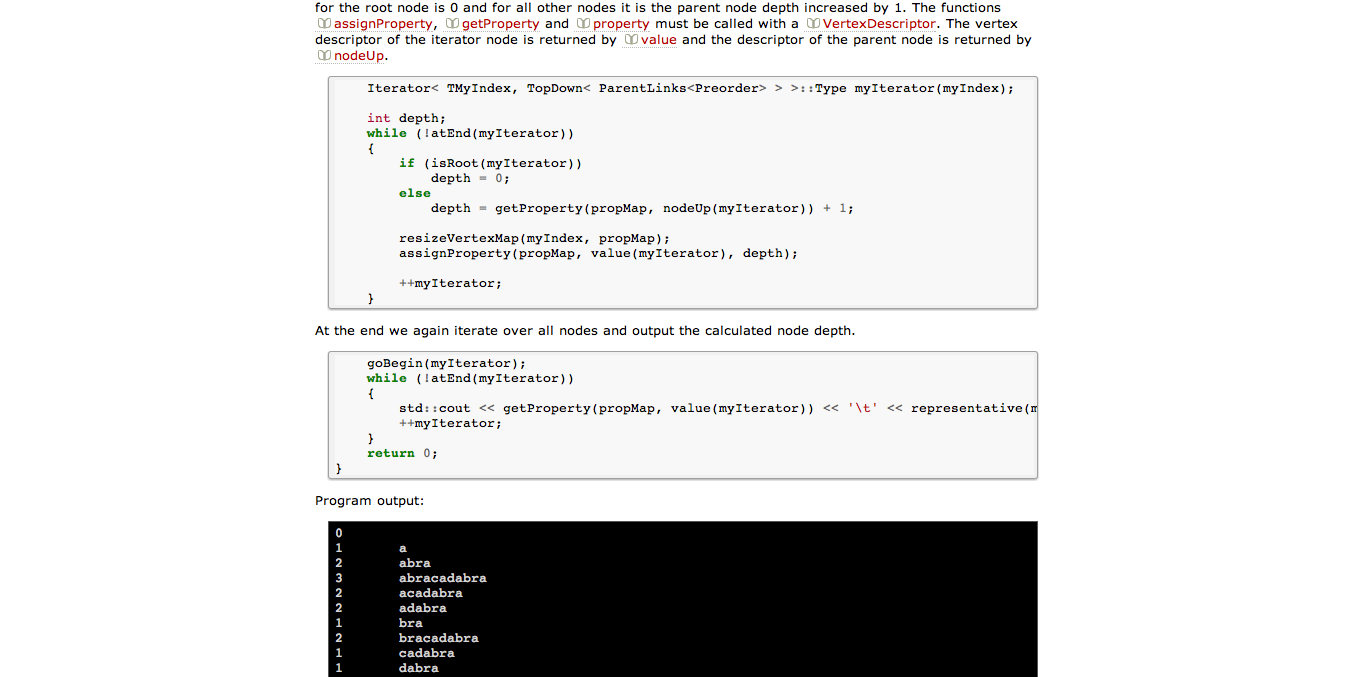 for the root node is 0 and for all other nodes it is the parent node depth increased by 1. The functions
assignProperty, getProperty and property must be called with a VertexDescriptor. The vertex
descriptor of the iterator node is returned by value and the descriptor of the parent node is returned by
nodeUp.
Iterator< TMyIndex, TopDown< ParentLinks<Preorder> > >::Type myIterator(myIndex);
int depth;
while (!atEnd(myIterator))
{
if (isRoot(myIterator))
depth = 0;
else
depth = getProperty(propMap, nodeUp(myIterator)) + 1;
resizeVertexMap(myIndex, propMap);
assignProperty(propMap, value(myIterator), depth);
++myIterator;
}
At the end we again iterate over all nodes and output the calculated node depth.
goBegin(myIterator);
while (!atEnd(myIterator))
{
std::cout << getProperty(propMap, value(myIterator)) << '\t' << representative(m
++myIterator;
}
return 0;
}
Program output:
0
1 a
2 abra
3 abracadabra
2 acadabra
2 adabra
1 bra
2 bracadabra
1 cadabra
1 dabra